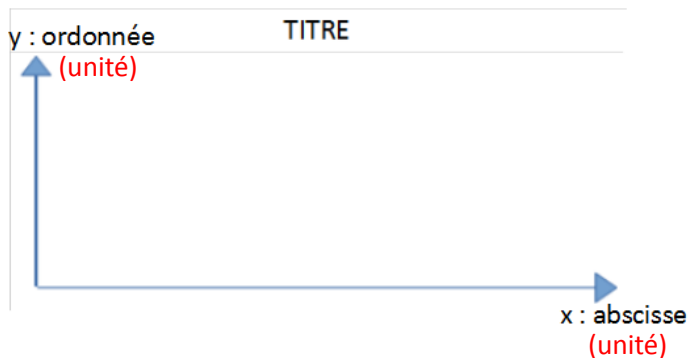 TITRE
y : ordonnée
(unité)
x : abscisse
(unité)